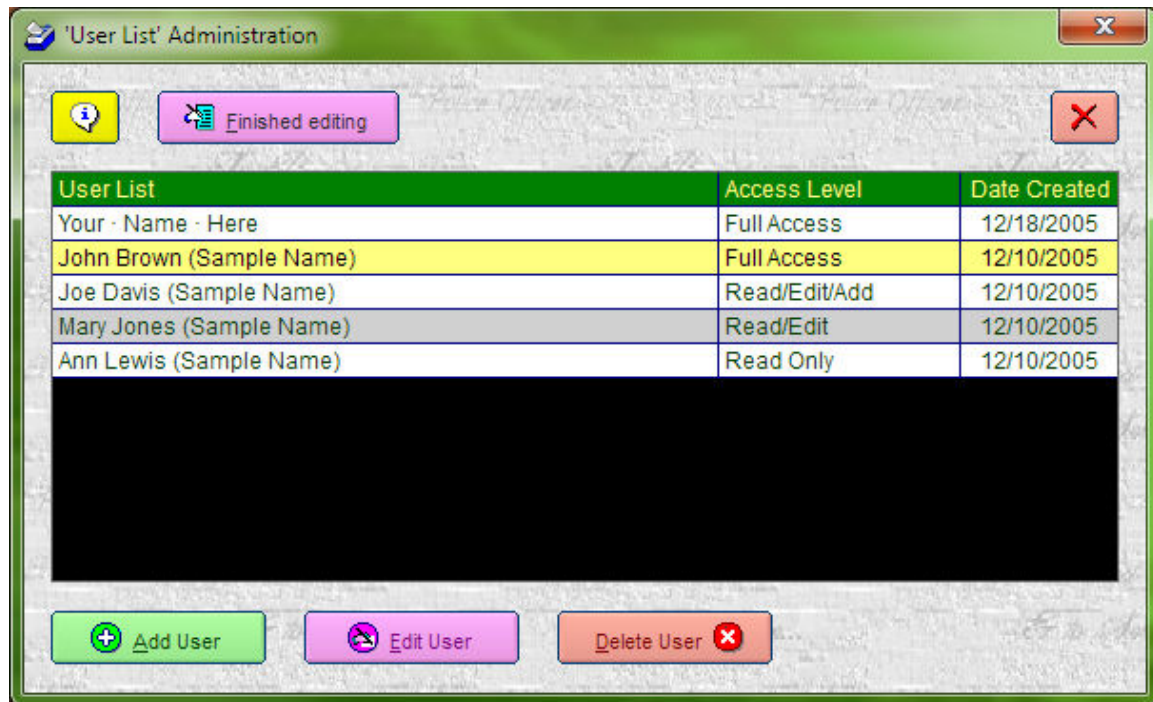 'User List' Administration
Finished editing
User List Access Level Date Created
Your - Name - Here Full Access 12/18/2005
John Brown (Sample Name) Full Access 12/10/2005
Joe Davis (Sample Name) Read/Edit/Add 12/10/2005
Mary Jones (Sample Name) Read/Edit 12/10/2005
Ann Lewis (Sample Name) Read Only 12/10/2005
Add User Edit User Delete User